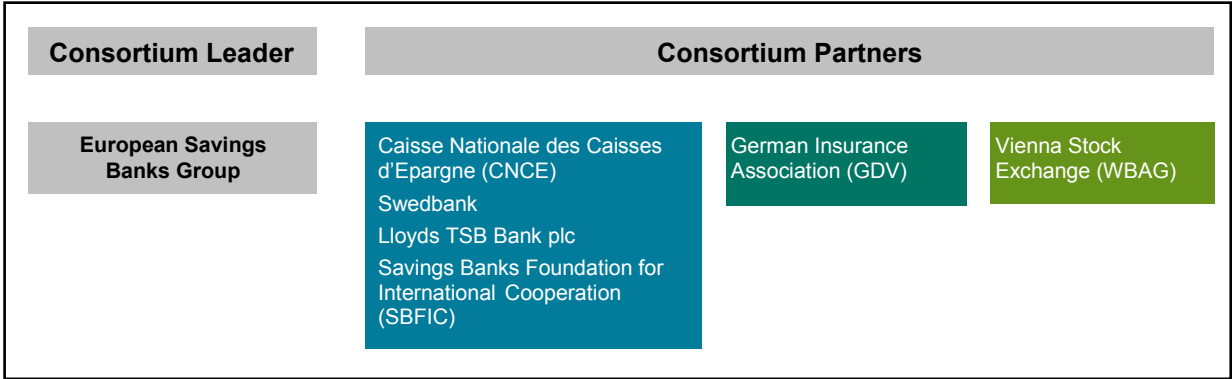 Consortium Leader
Consortium Partners
European Savings
Banks Group
Caisse Nationale des Caisses
d'Epargne (CNCE)
Swedbank
Lloyds TSB Bank plc
Savings Banks Foundation for
International Cooperation
(SBFIC)
German Insurance
Association (GDV)
Vienna Stock
Exchange (WBAG)